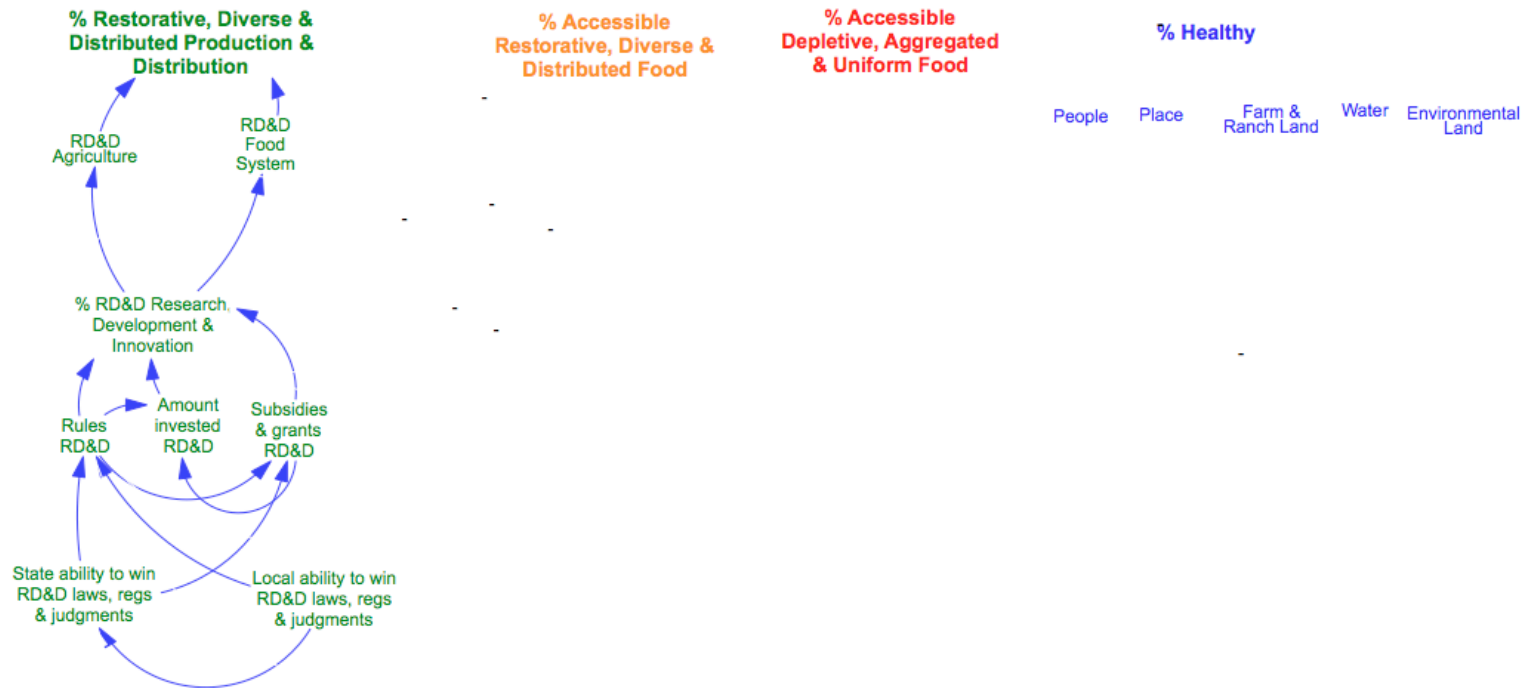 % Restorative, Diverse &
Distributed Production &
Distribution
% Accessible
Restorative, Diverse &
Distributed Food
% Accessible
Depletive, Aggregated
& Uniform Food
% Healthy
RD&D
Agriculture
RD&D
Food
System
People
Place
Farm &
Ranch Land
Water
Environmental
Land
-
-
-
-
-
-
-
% RD&D Research,
Development &
Innovation
Rules
RD&D
Amount
invested
RD&D
Subsidies
& grants
RD&D
State ability to win
RD&D laws, regs
& judgments
Local ability to win
RD&D laws, regs
& judgments